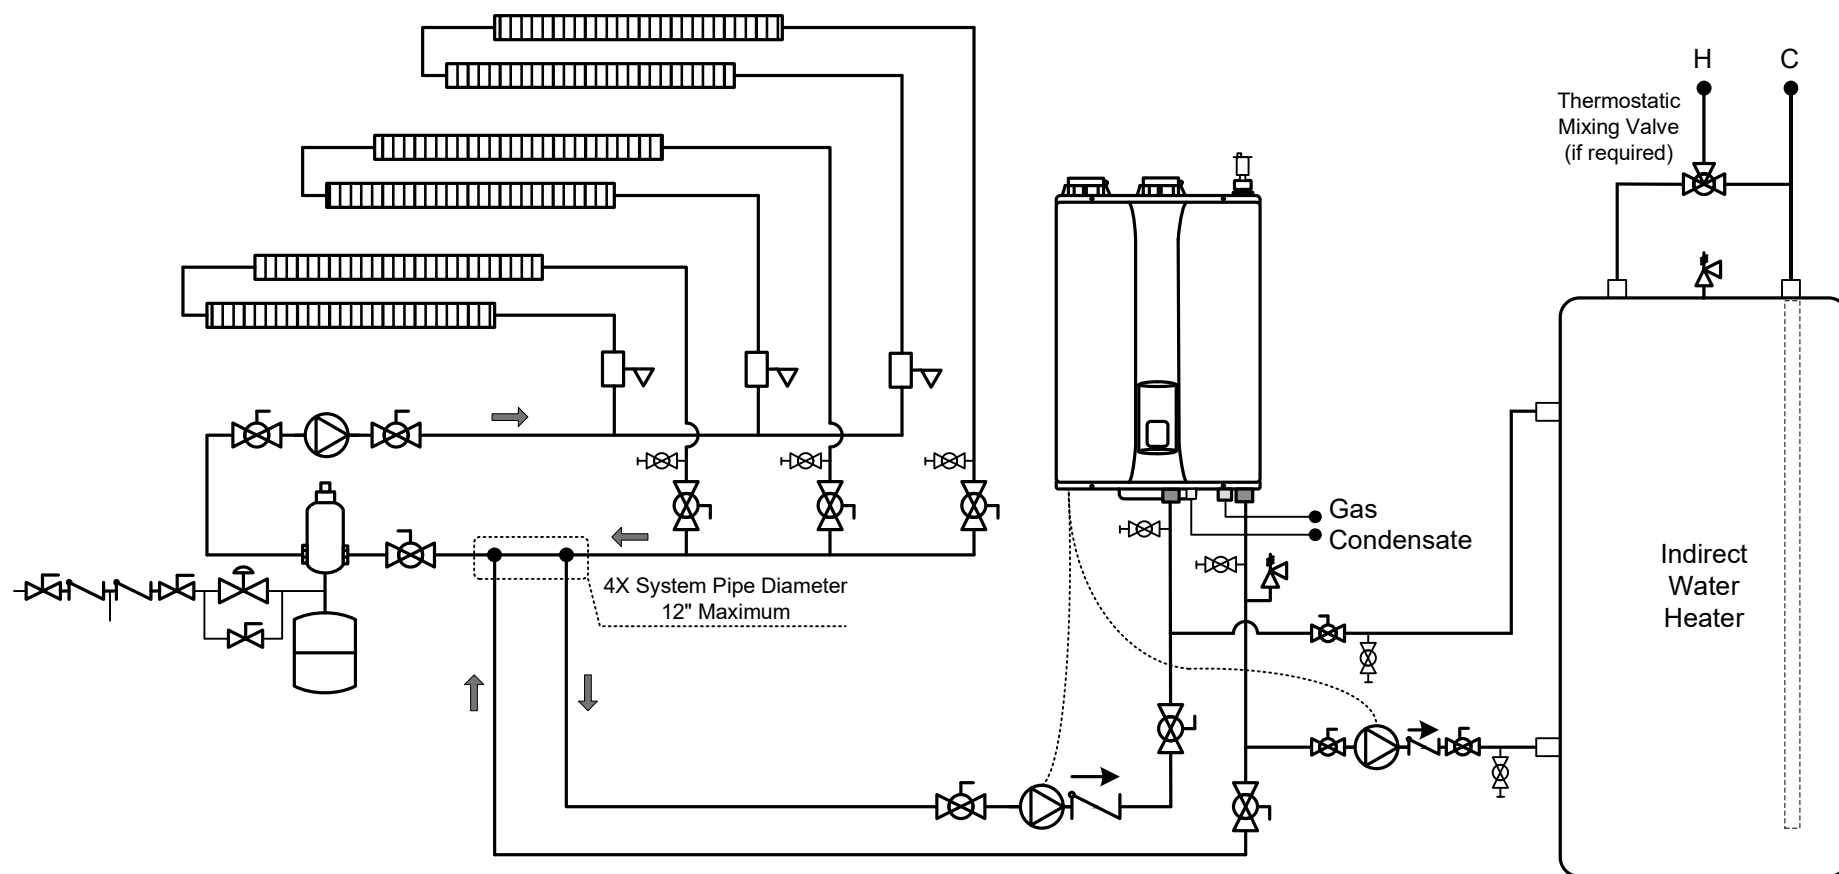 H
C
Thermostatic
Mixing Valve
(if required)
Gas
Condensate
4X System Pipe Diameter
12" Maximum
Indirect
Water
Heater